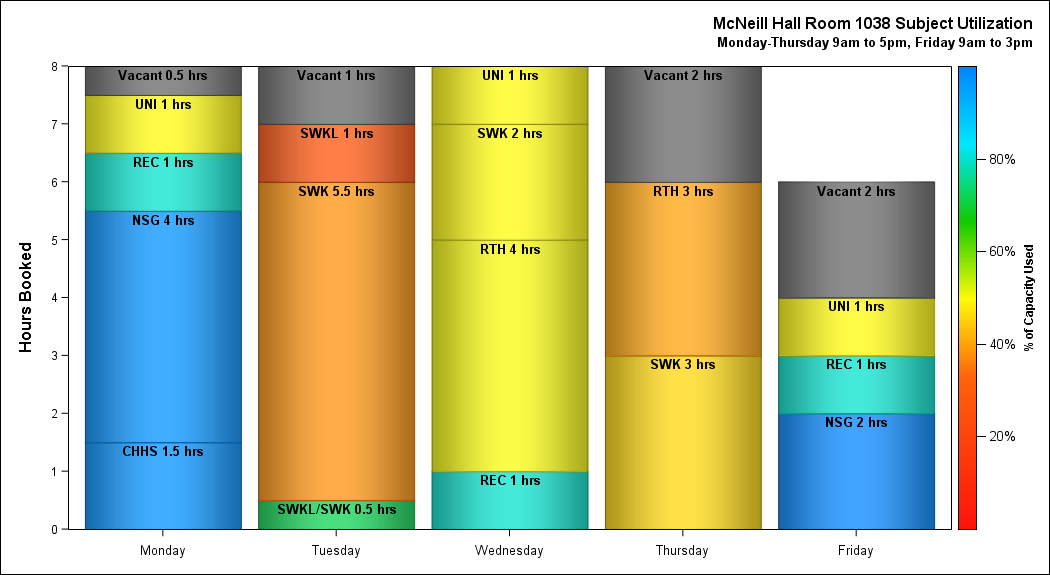 McNeill Hall Room 1038 Subject Utilization
Monday-Thursday 9am to 5pm, Friday 9am to 3pm
Hours Booked
8
7
6
5
4
3
2
1
0
Vacant 0.5 hrs
UNI 1 hrs
REC 1 hrs
NSG 4 hrs
CHHS 1.5 hrs
Vacant 1 hrs
SWKL 1 hrs
SWK 5.5 hrs
SWKL/SWK 0.5 hrs
UNI 1 hrs
SWK 2 hrs
RTH 4 hrs
REC 1 hrs
Vacant 2 hrs
RTH 3 hrs
SWK 3 hrs
Vacant 2 hrs
UNI 1 hrs
REC 1 hrs
NSG 2 hrs
Monday
Tuesday
Wednesday
Thursday
Friday
80%
60%
40%
20%
% of Capacity Used